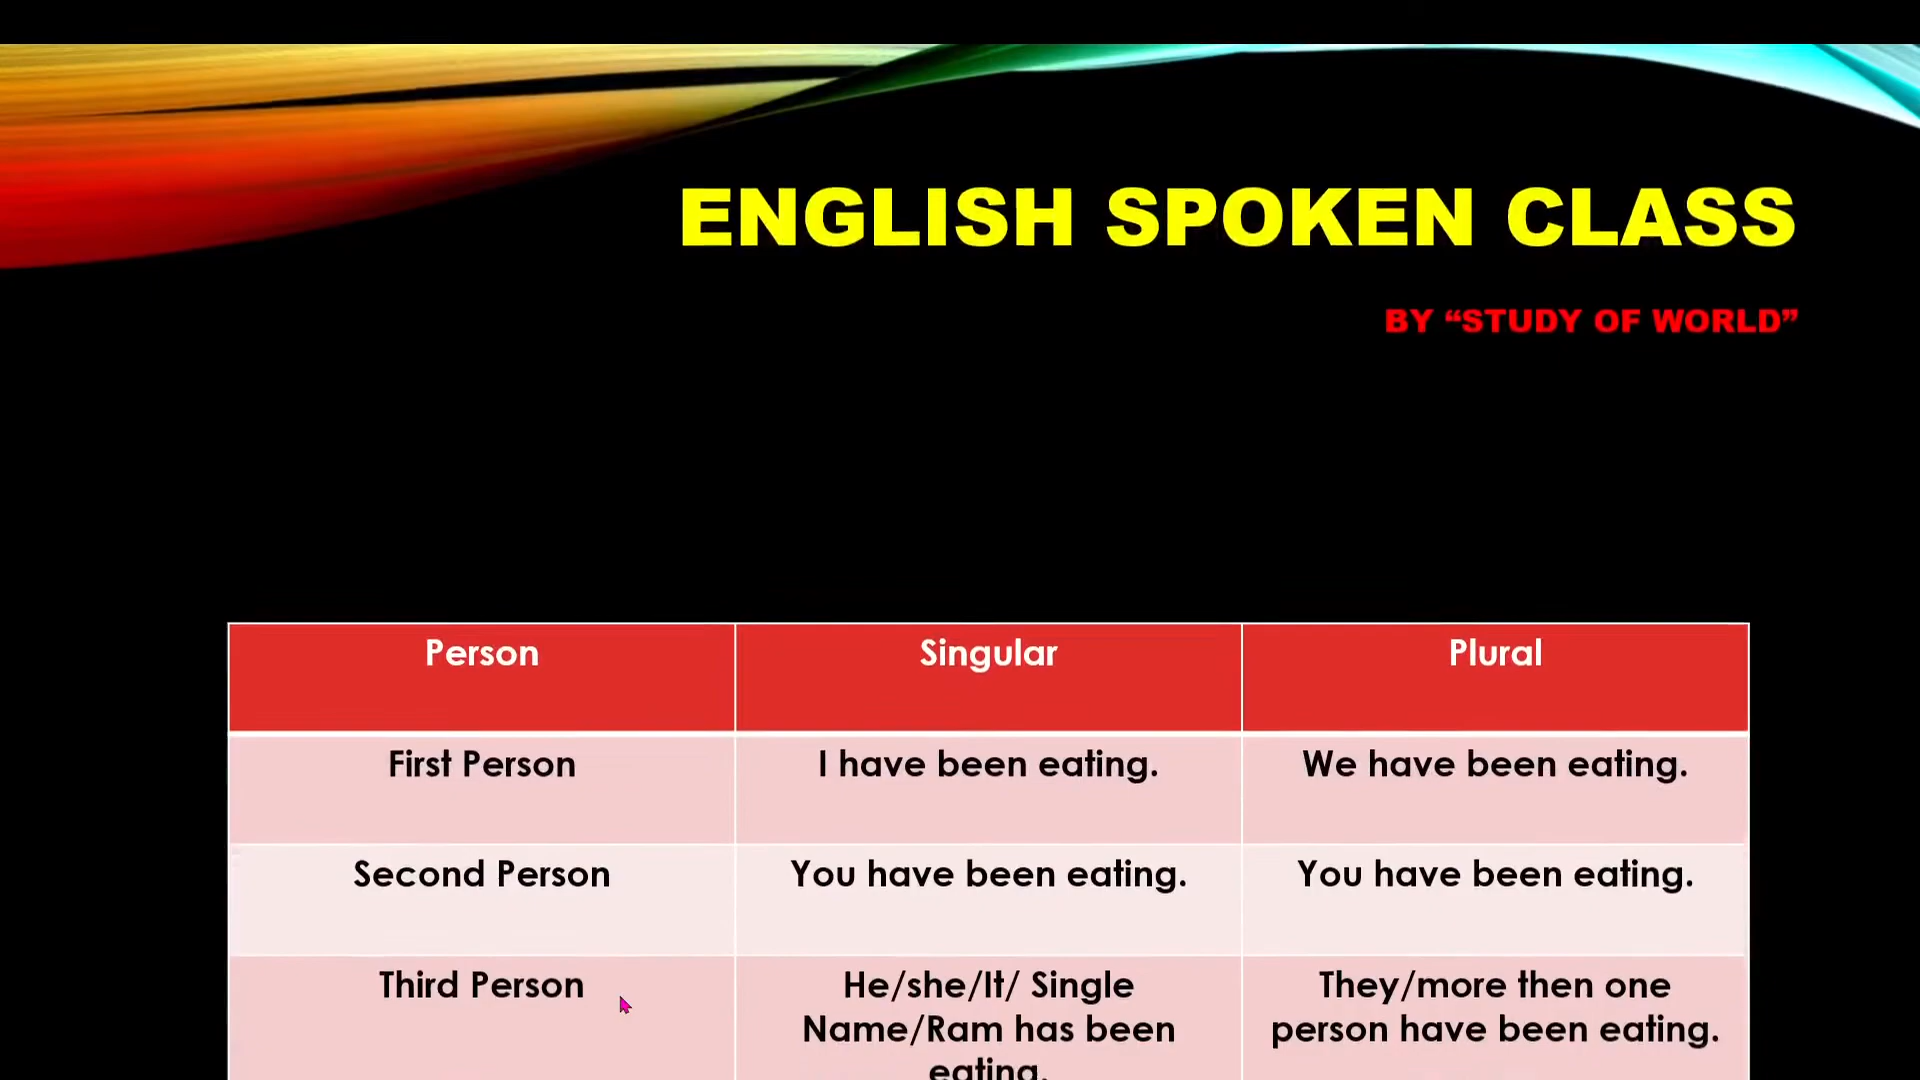 ENGLISH SPOKEN CLASS
BY “STUDY OF WORLD”
Person Singular Plural
First Person I have been eating. We have been eating.
Second Person You have been eating. You have been eating.
Third Person He/she/It/ Single They/more then one
Name/Ram has been person have been eating.
eating.